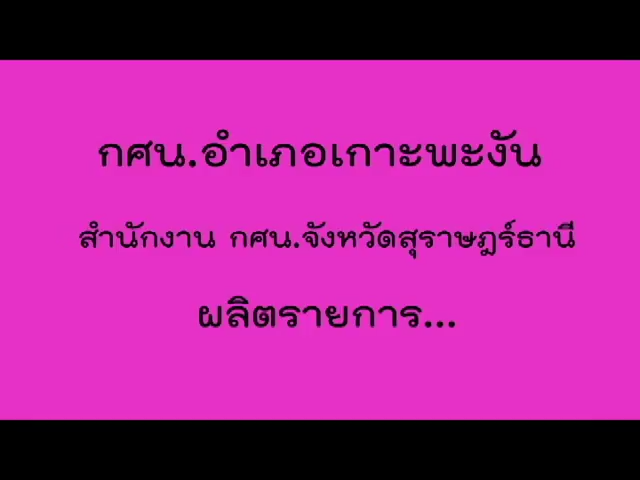 กศน.อำเภอเกาะพะงัน
สำนักงาน กศน.จังหวัดสุราษฎร์ธานี
ผลิตรายการ...